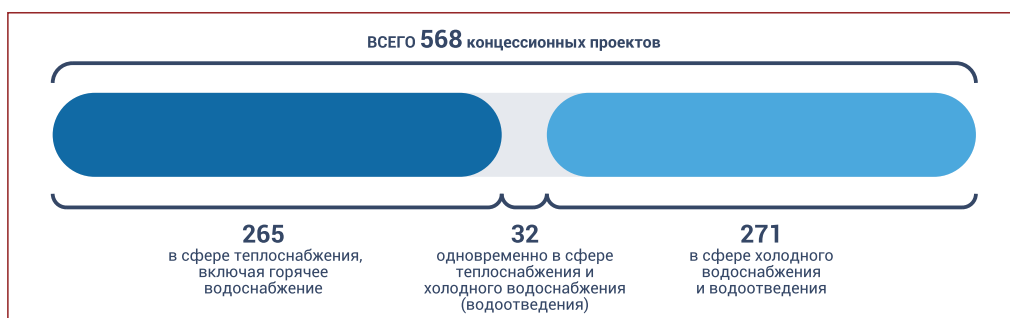 ВСЕГО 568 концессионных проектов
265
в сфере теплоснабжения,
включая горячее
водоснабжение
32
одновременно в сфере
теплоснабжения и
холодного водоснабжения
(водоотведения)
271
в сфере холодного
водоснабжения
и водоотведения